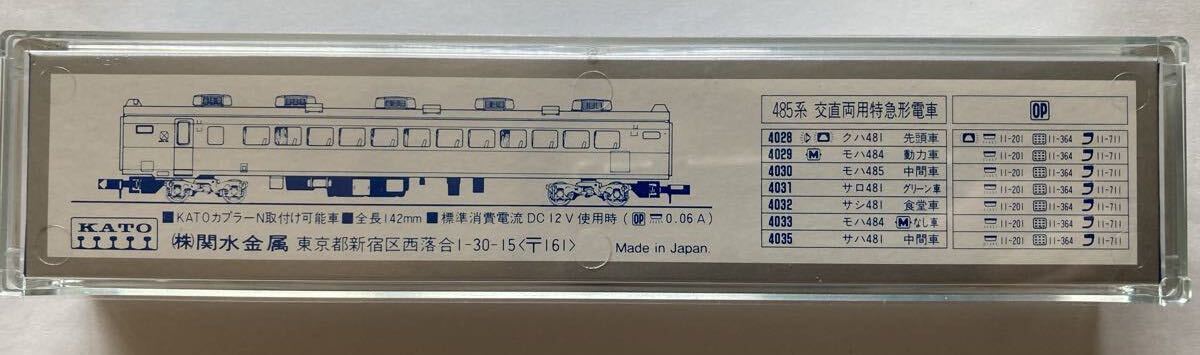 ■KATOカプラーN取付け可能車■全長142mm■標準消費電流DC12V使用時(OP 0.06A)
KATO
(株)関水金属 東京都新宿区西落合1-30-15〈〒161〉 Made in Japan.
485系 交直両用特急形電車 OP
4028 クハ481 先頭車 11-201 11-364 11-711
4029 M モハ484 動力車 11-201 11-364 11-711
4030 モハ485 中間車 11-201 11-364 11-711
4031 サロ481 グリーン車 11-201 11-364 11-711
4032 サシ481 食堂車 11-201 11-364 11-711
4033 モハ484 Mなし車 11-201 11-364 11-711
4035 サハ481 中間車 11-201 11-364 11-711